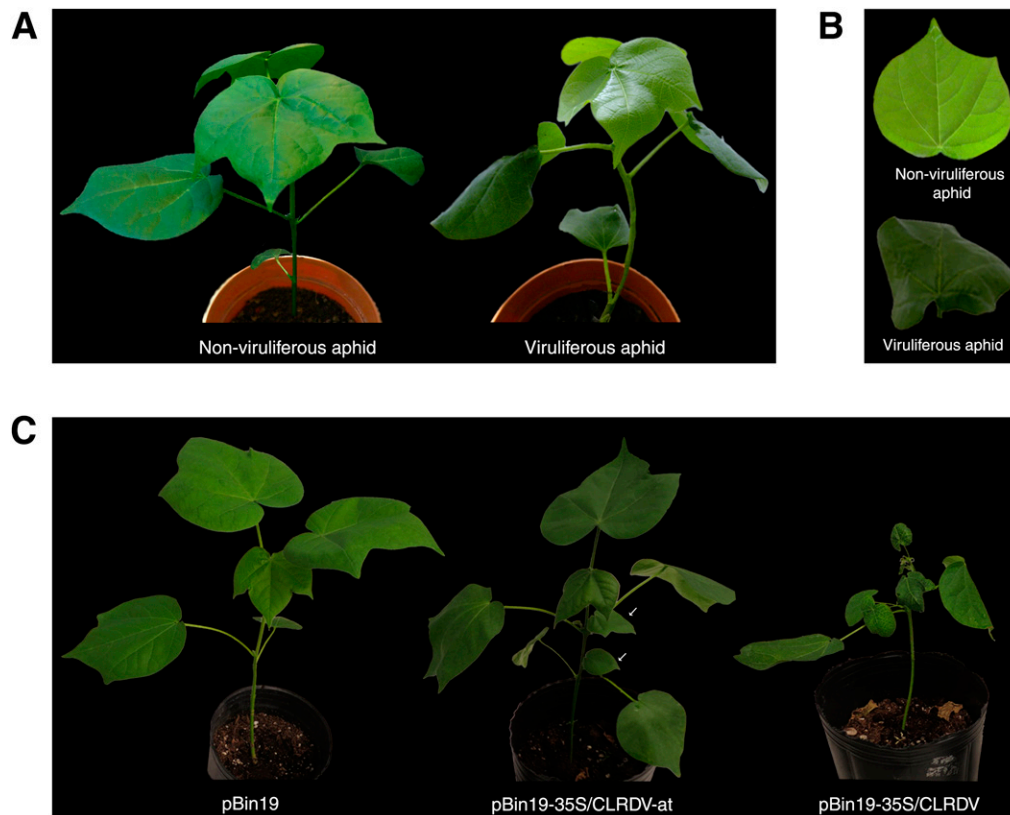 A
B
Non-viruliferous aphid
Viruliferous aphid
Non-viruliferous
aphid
Viruliferous aphid
C
pBin19
pBin19-35S/CLRDV-at
pBin19-35S/CLRDV